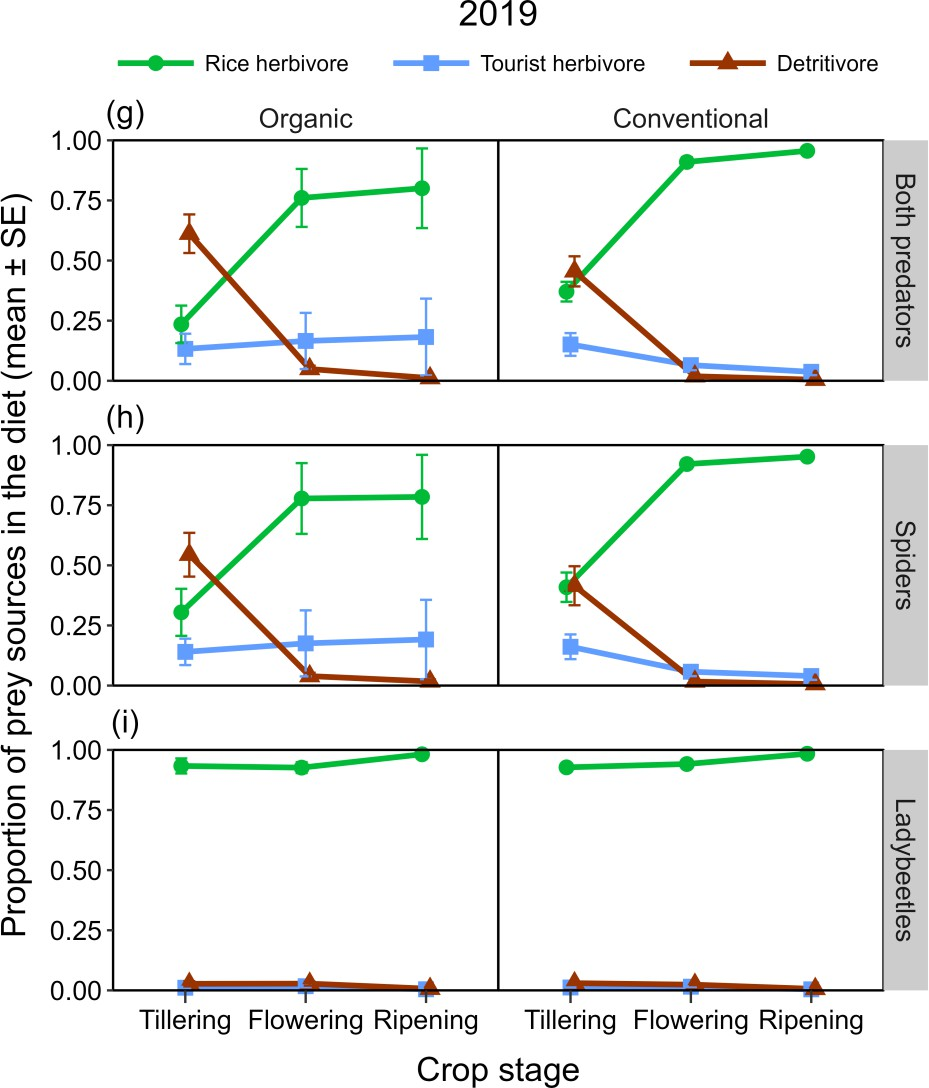 2019
Rice herbivore Tourist herbivore Detritivore
(g)
Organic Conventional
1.00
0.75
0.50
0.25
0.00
Both predators
(h)
1.00
0.75
0.50
0.25
0.00
Spiders
(i)
1.00
0.75
0.50
0.25
0.00
Ladybeetles
Proportion of prey sources in the diet (mean ± SE)
Tillering Flowering Ripening Tillering Flowering Ripening
Crop stage